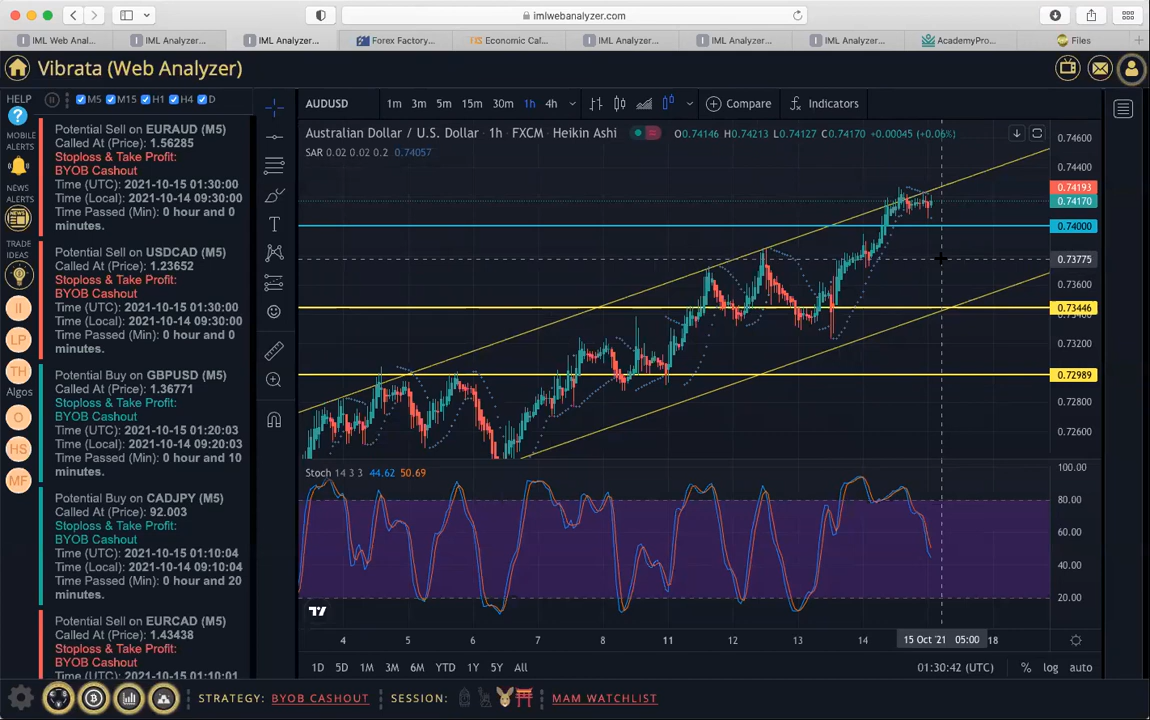 imlwebanalyzer.com
IML Web Anal...
IML Analyzer...
IML Analyzer...
Forex Factory...
FXS Economic Cal...
IML Analyzer...
IML Analyzer...
IML Analyzer...
AcademyPro...
Files
Vibrata (Web Analyzer)
HELP
M5 M15 H1 H4 D
MOBILE ALERTS
NEWS ALERTS
NEWS
TRADE IDEAS
II
LP
TH
Algos
O
HS
MF
Potential Sell on EURAUD (M5)
Called At (Price): 1.56285
Stoploss & Take Profit:
BYOB Cashout
Time (UTC): 2021-10-15 01:30:00
Time (Local): 2021-10-14 09:30:00
Time Passed (Min): 0 hour and 0
minutes.
Potential Sell on USDCAD (M5)
Called At (Price): 1.23652
Stoploss & Take Profit:
BYOB Cashout
Time (UTC): 2021-10-15 01:30:00
Time (Local): 2021-10-14 09:30:00
Time Passed (Min): 0 hour and 0
minutes.
Potential Buy on GBPUSD (M5)
Called At (Price): 1.36771
Stoploss & Take Profit:
BYOB Cashout
Time (UTC): 2021-10-15 01:20:03
Time (Local): 2021-10-14 09:20:03
Time Passed (Min): 0 hour and 10
minutes.
Potential Buy on CADJPY (M5)
Called At (Price): 92.003
Stoploss & Take Profit:
BYOB Cashout
Time (UTC): 2021-10-15 01:10:04
Time (Local): 2021-10-14 09:10:04
Time Passed (Min): 0 hour and 20
minutes.
Potential Sell on EURCAD (M5)
Called At (Price): 1.43438
Stoploss & Take Profit:
BYOB Cashout
Time (UTC): 2021-10-15 01:10:01
AUDUSD
1m 3m 5m 15m 30m 1h 4h
Compare
Indicators
Australian Dollar / U.S. Dollar · 1h · FXCM · Heikin Ashi
O0.74146 H0.74213 L0.74127 C0.74170 +0.00045 (+0.06%)
SAR 0.02 0.02 0.2 0.74057
0.74600
0.74400
0.74193
0.74170
0.74000
0.73775
0.73600
0.73446
0.73200
0.72989
0.72800
0.72600
Stoch 14 3 3 44.62 50.69
100.00
80.00
60.00
40.00
20.00
4 5 6 7 8 11 12 13 14 15 Oct '21 05:00 18
1D 5D 1M 3M 6M YTD 1Y 5Y All
01:30:42 (UTC) % log auto
STRATEGY: BYOB CASHOUT
SESSION:
MAM WATCHLIST